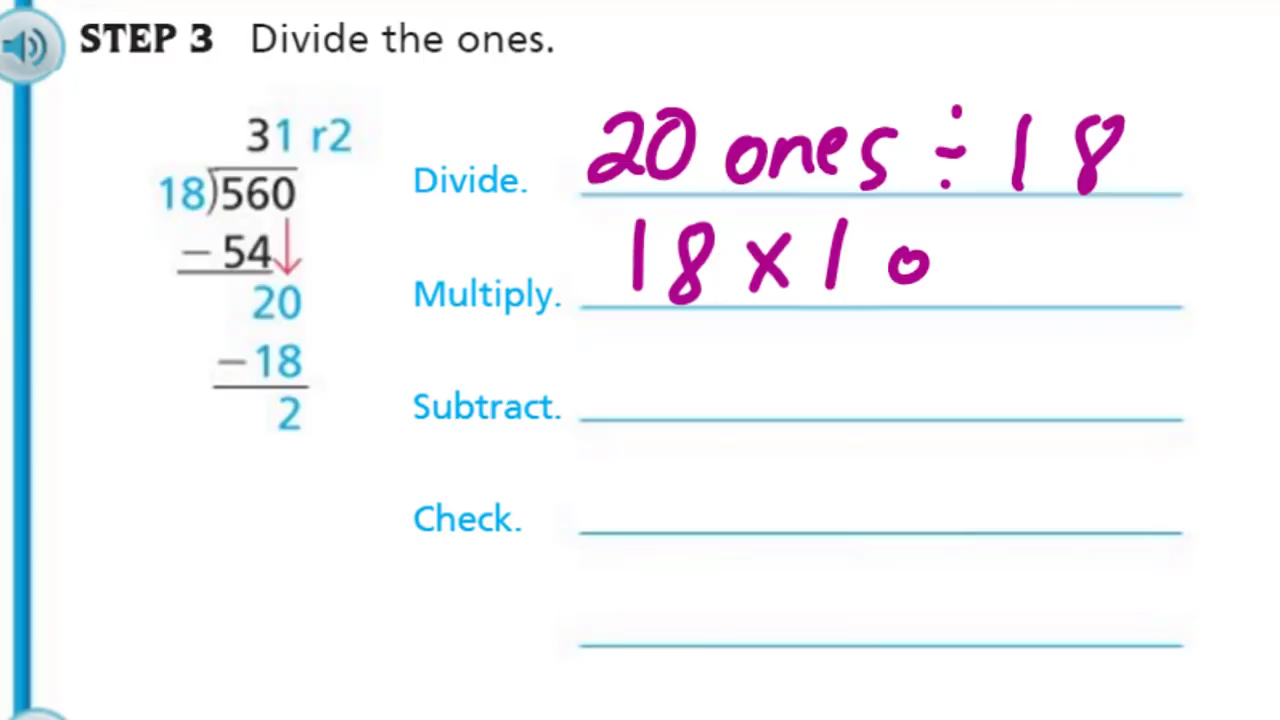 STEP 3 Divide the ones.
31 r2
18)560
Divide. 20 ones ÷ 18
− 54
20
Multiply. 18 x 1 o
− 18
2
Subtract.
Check.